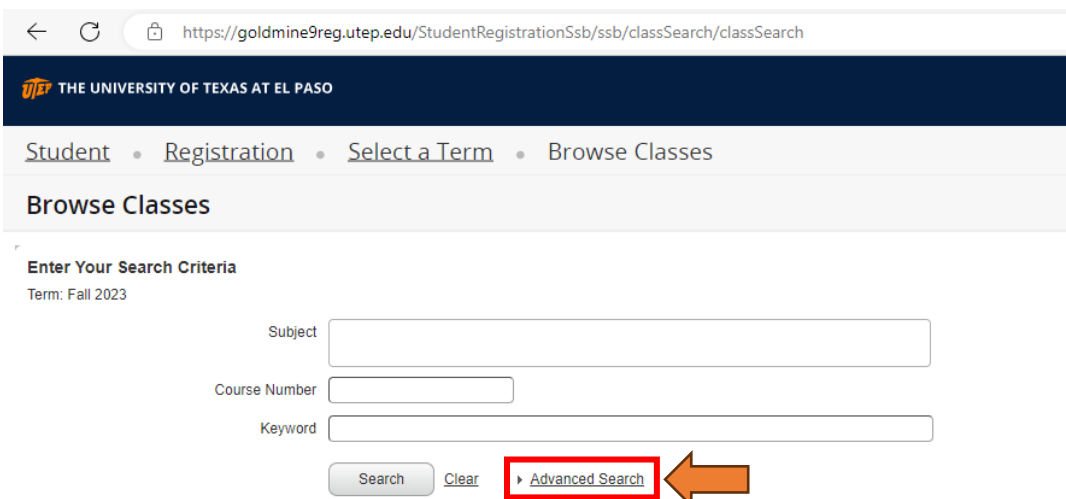 https://goldmine9reg.utep.edu/StudentRegistrationSsb/ssb/classSearch/classSearch
UTEP THE UNIVERSITY OF TEXAS AT EL PASO
Student • Registration • Select a Term • Browse Classes
Browse Classes
Enter Your Search Criteria
Term: Fall 2023
Subject
Course Number
Keyword
Search Clear Advanced Search